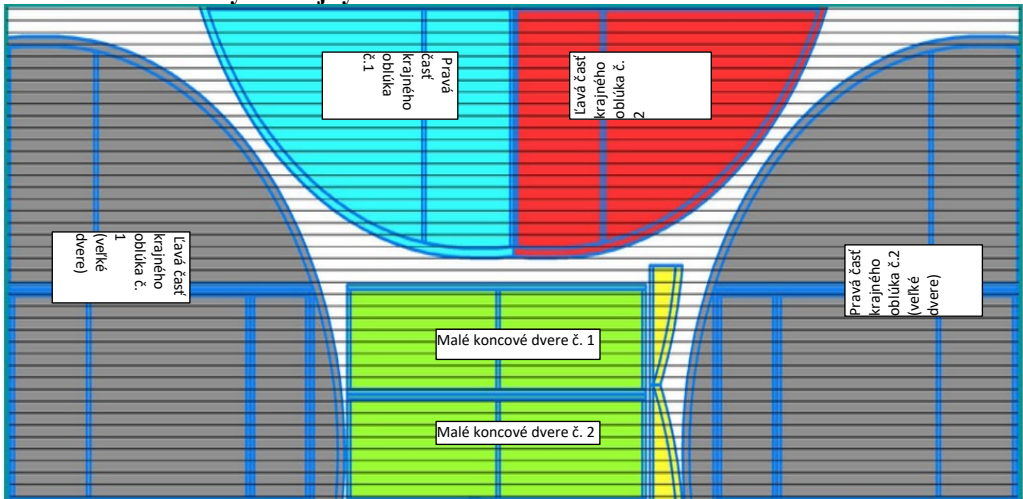 Pravá
časť
krajného
oblúka
č.1
Ľavá časť
krajného
oblúka č.
2
Ľavá časť
krajného
oblúka č.
1
(veľké
dvere)
Pravá časť
krajného
oblúka č.2
(veľké
dvere)
Malé koncové dvere č. 1
Malé koncové dvere č. 2